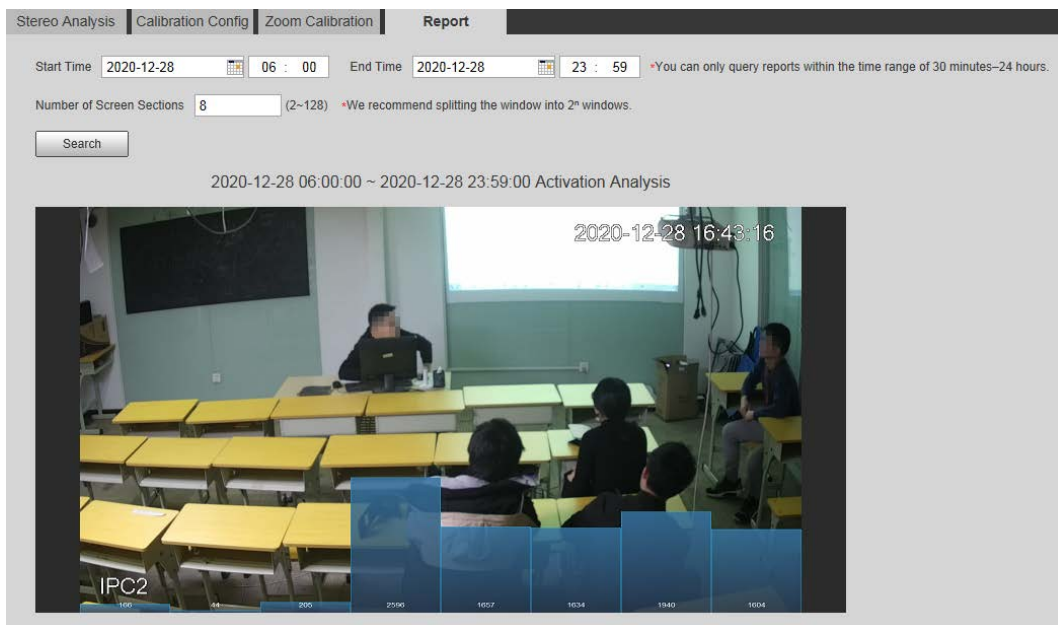 Stereo Analysis Calibration Config Zoom Calibration Report
Start Time 2020-12-28 06 : 00 End Time 2020-12-28 23 : 59 *You can only query reports within the time range of 30 minutes–24 hours.
Number of Screen Sections 8 (2~128) *We recommend splitting the window into 2ⁿ windows.
Search
2020-12-28 06:00:00 ~ 2020-12-28 23:59:00 Activation Analysis
2020-12-28 16:43:16
IPC2
44 205 2596 1657 1634 1940 1604